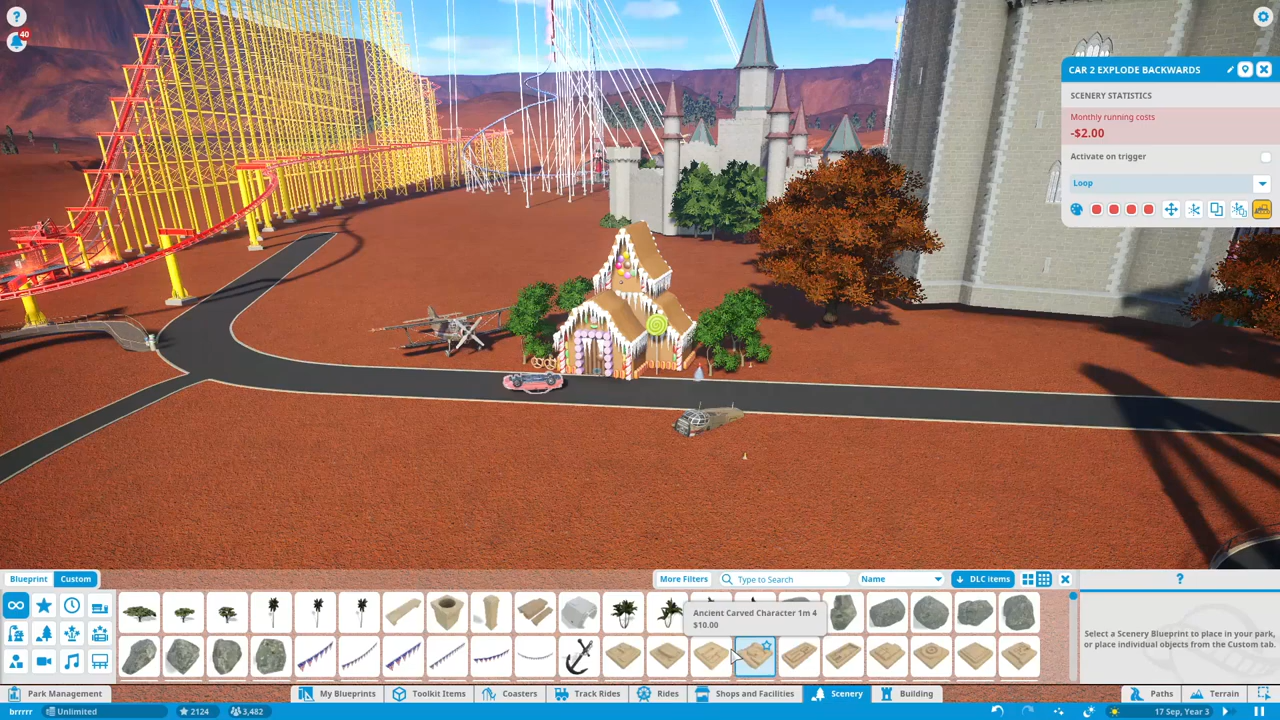 ?
40
CAR 2 EXPLODE BACKWARDS
SCENERY STATISTICS
Monthly running costs
-$2.00
Activate on trigger
Loop
Blueprint
Custom
More Filters
Type to Search
Name
DLC items
?
Ancient Carved Character 1m 4
$10.00
Select a Scenery Blueprint to place in your park,
or place individual objects from the Custom tab.
Park Management
My Blueprints
Toolkit Items
Coasters
Track Rides
Rides
Shops and Facilities
Scenery
Building
Paths
Terrain
brrrrr
Unlimited
2124
3,482
17 Sep, Year 3